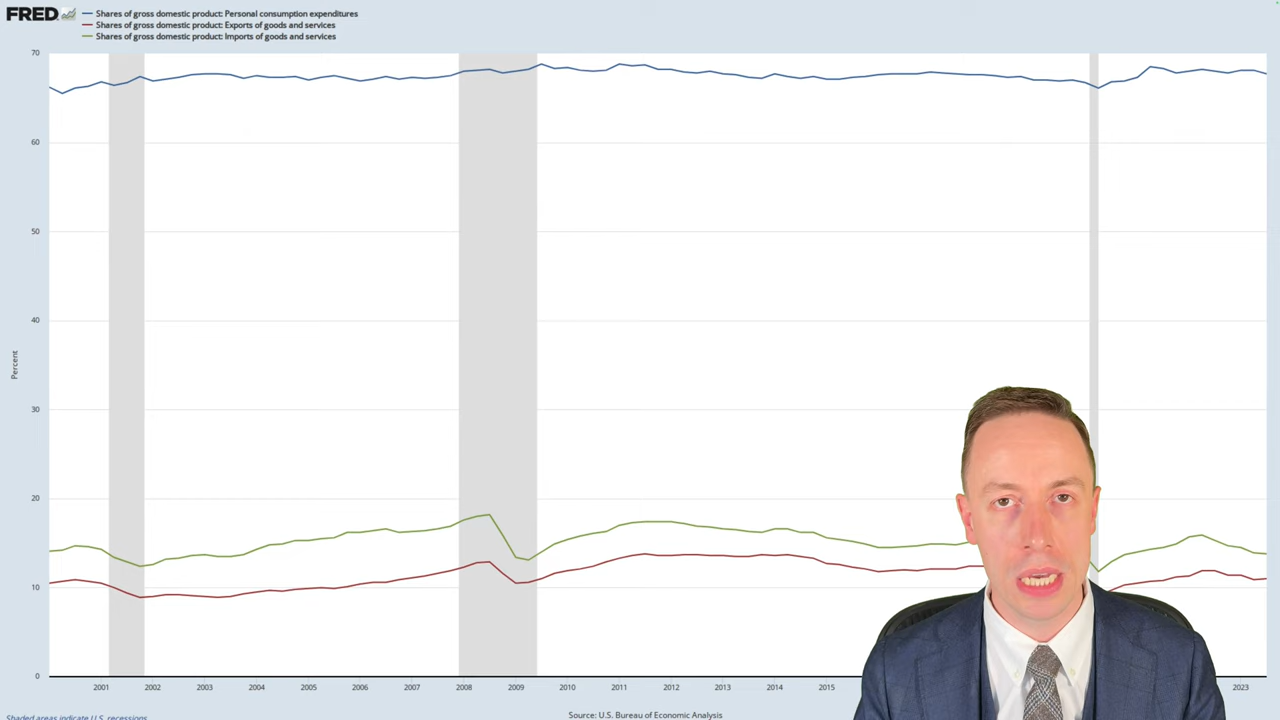 FRED
Shares of gross domestic product: Personal consumption expenditures
Shares of gross domestic product: Exports of goods and services
Shares of gross domestic product: Imports of goods and services
70
60
50
40
30
20
10
0
Percent
2001 2002 2003 2004 2005 2006 2007 2008 2009 2010 2011 2012 2013 2014 2015 2023
Shaded areas indicate U.S. recessions.
Source: U.S. Bureau of Economic Analysis